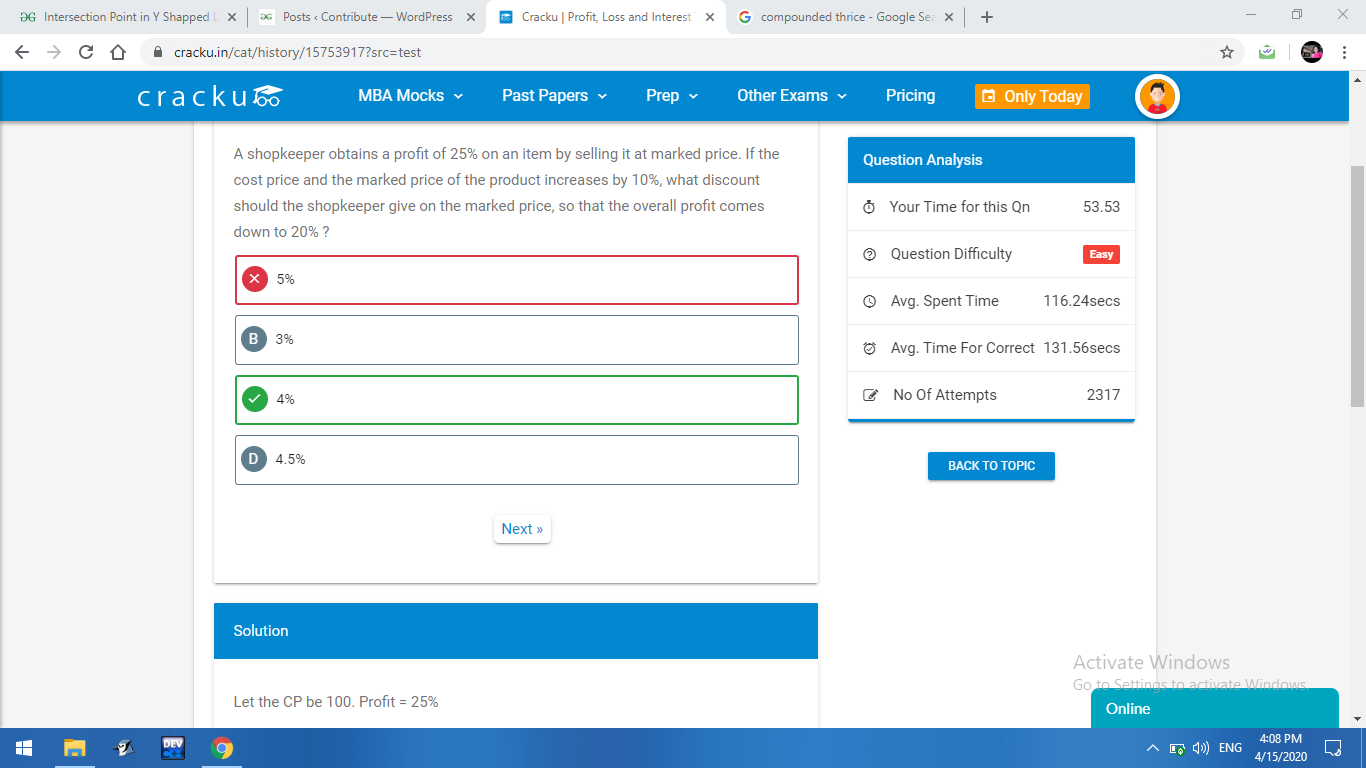 Intersection Point in Y Shapped L
Posts ‹ Contribute — WordPress
Cracku | Profit, Loss and Interest
compounded thrice - Google Sea
cracku.in/cat/history/15753917?src=test
cracku
MBA Mocks
Past Papers
Prep
Other Exams
Pricing
Only Today
A shopkeeper obtains a profit of 25% on an item by selling it at marked price. If the
cost price and the marked price of the product increases by 10%, what discount
should the shopkeeper give on the marked price, so that the overall profit comes
down to 20% ?
5%
B 3%
4%
D 4.5%
Next »
Solution
Let the CP be 100. Profit = 25%
Question Analysis
Your Time for this Qn 53.53
Question Difficulty Easy
Avg. Spent Time 116.24secs
Avg. Time For Correct 131.56secs
No Of Attempts 2317
BACK TO TOPIC
Activate Windows
Go to Settings to activate Windows.
Online
DEV
ENG
4:08 PM
4/15/2020